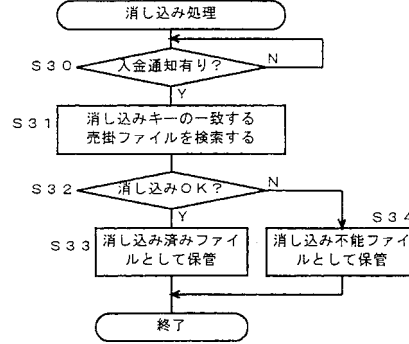 消し込み処理
N
S30
入金通知有り?
Y
S31
消し込みキーの一致する
売掛ファイルを検索する
S32
消し込みOK?
N
Y
S33
消し込み済みファイ
ルとして保管
S34
消し込み不能ファイ
ルとして保管
終了